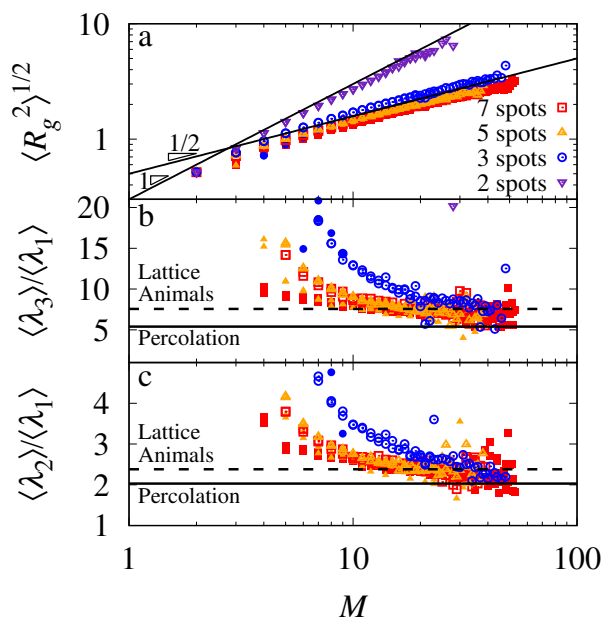 10
a
⟨R_g^2⟩^{1/2}
1
1/2
1
7 spots
5 spots
3 spots
2 spots
20
b
⟨λ_3⟩/⟨λ_1⟩
15
Lattice
Animals
10
5
Percolation
c
⟨λ_2⟩/⟨λ_1⟩
4
3
Lattice
Animals
2
Percolation
1
1 10 100
M